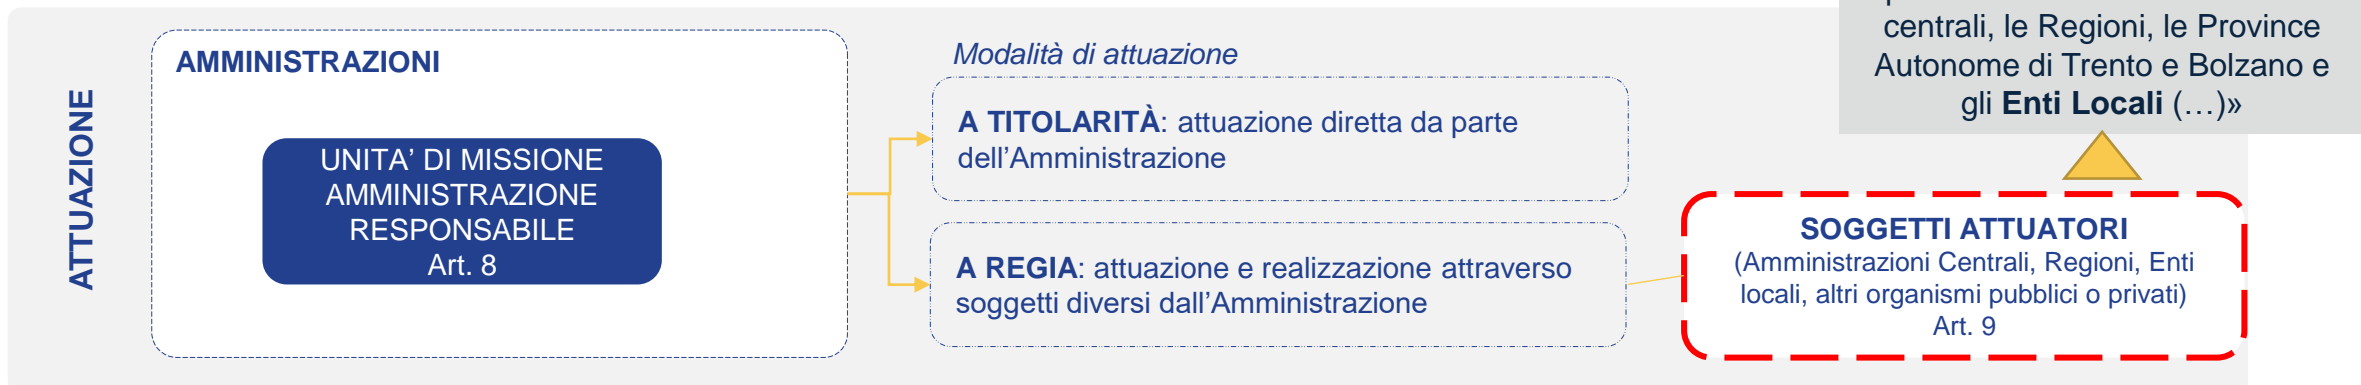 ATTUAZIONE
AMMINISTRAZIONI
UNITA’ DI MISSIONE
AMMINISTRAZIONE
RESPONSABILE
Art. 8
Modalità di attuazione
A TITOLARITÀ: attuazione diretta da parte
dell’Amministrazione
A REGIA: attuazione e realizzazione attraverso
soggetti diversi dall’Amministrazione
centrali, le Regioni, le Province
Autonome di Trento e Bolzano e
gli Enti Locali (…)»
SOGGETTI ATTUATORI
(Amministrazioni Centrali, Regioni, Enti
locali, altri organismi pubblici o privati)
Art. 9